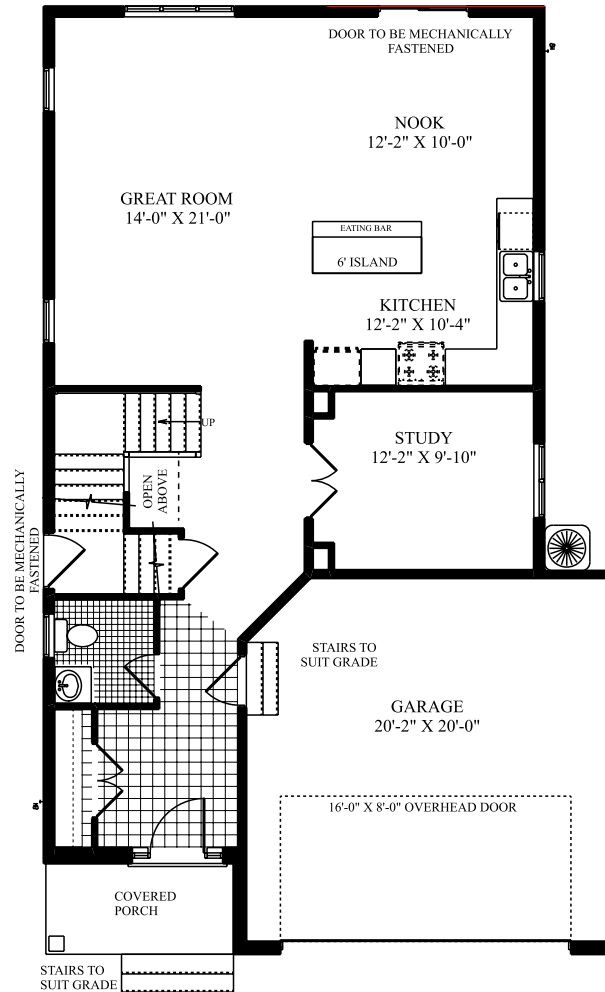 DOOR TO BE MECHANICALLY
FASTENED
NOOK
12'-2" X 10'-0"
GREAT ROOM
14'-0" X 21'-0"
EATING BAR
6' ISLAND
KITCHEN
12'-2" X 10'-4"
UP
STUDY
12'-2" X 9'-10"
OPEN
ABOVE
DOOR TO BE MECHANICALLY
FASTENED
STAIRS TO
SUIT GRADE
GARAGE
20'-2" X 20'-0"
16'-0" X 8'-0" OVERHEAD DOOR
COVERED
PORCH
STAIRS TO
SUIT GRADE